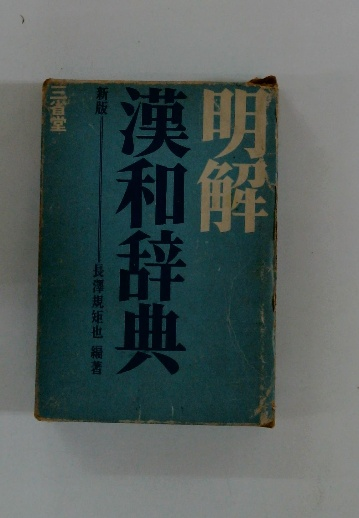 明解
漢和辞典
新版
長澤規矩也 編著
三省堂